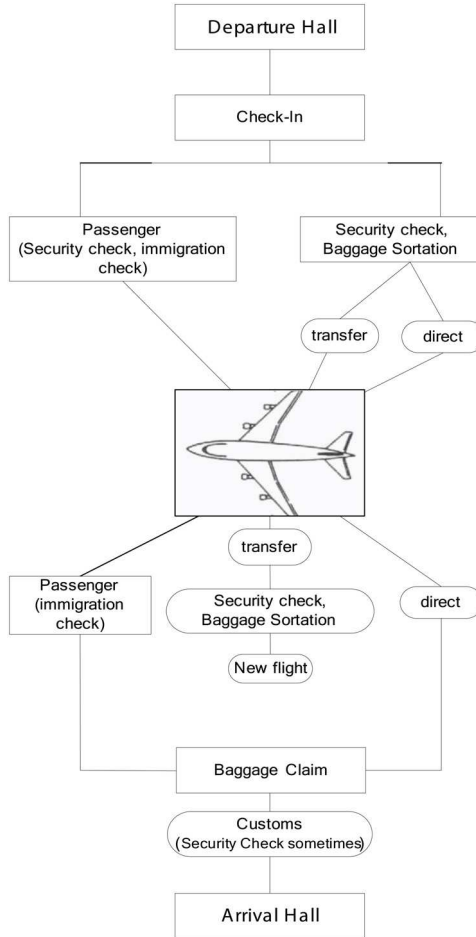 Departure Hall
Check-In
Passenger
(Security check, immigration
check)
Security check,
Baggage Sortation
transfer
direct
transfer
Passenger
(immigration
check)
Security check,
Baggage Sortation
direct
New flight
Baggage Claim
Customs
(Security Check sometimes)
Arrival Hall